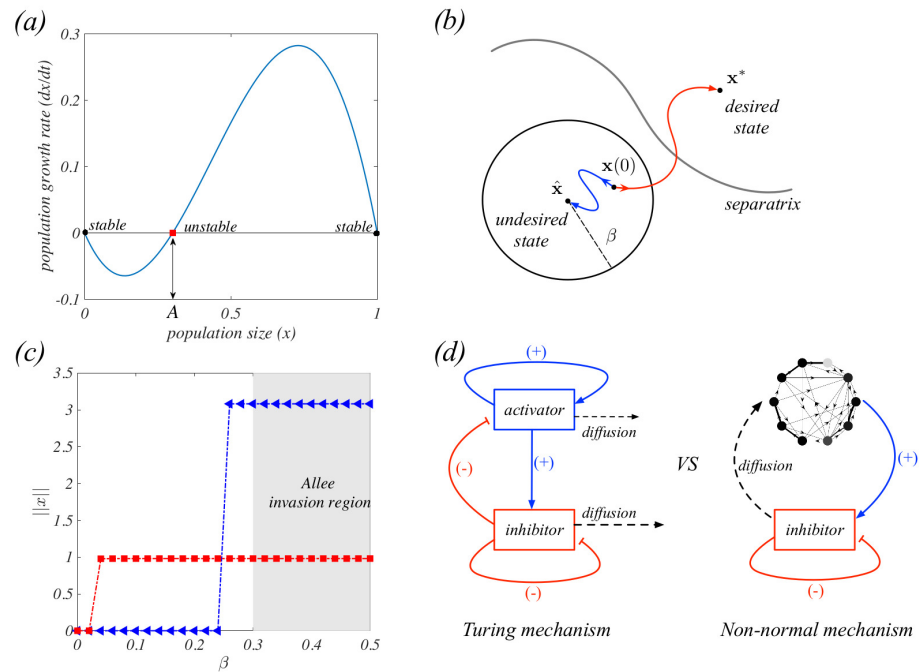 (a)
population growth rate (dx/dt)
0.3
0.2
0.1
0
-0.1
stable
unstable
stable
0
A
0.5
1
population size (x)
(b)
x*
desired
state
x(0)
x̂
undesired
state
β
separatrix
(c)
||x||
3.5
3
2.5
2
1.5
1
0.5
0
Allee
invasion region
0
0.1
0.2
0.3
0.4
0.5
β
(d)
(+)
activator
diffusion
(-)
(+)
diffusion
inhibitor
(-)
Turing mechanism
VS
diffusion
(+)
inhibitor
(-)
Non-normal mechanism